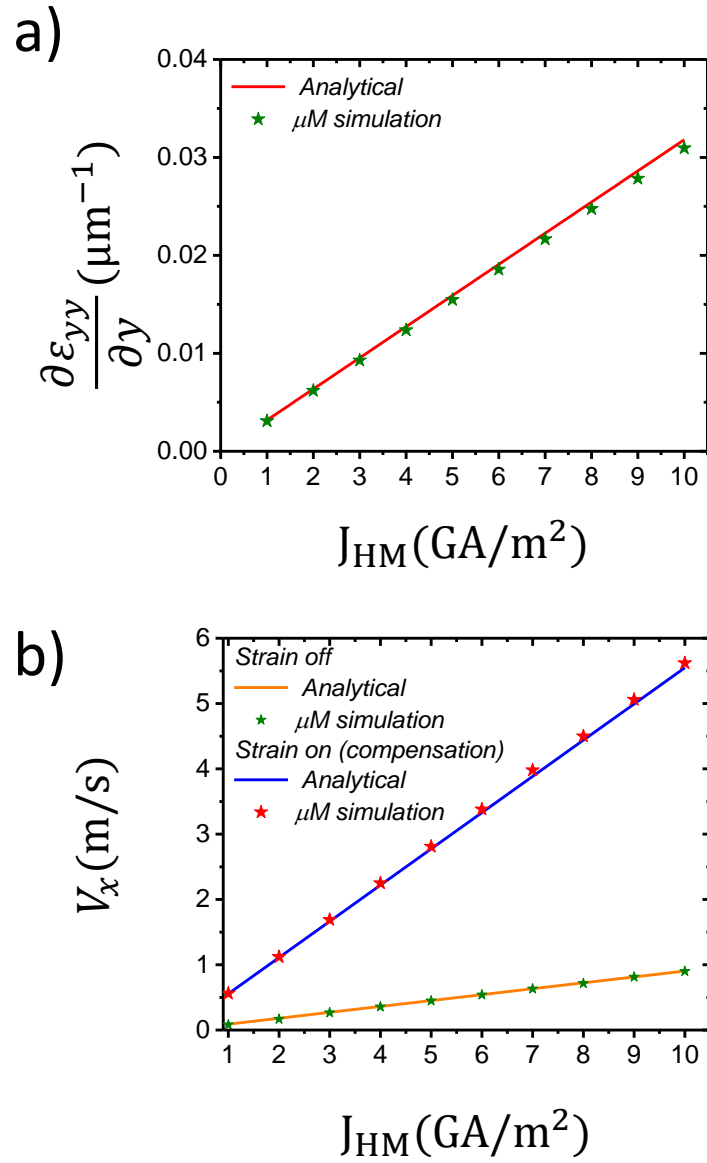 a)
0.04
0.03
0.02
0.01
0.00
∂ε_yy/∂y (μm⁻¹)
Analytical
μM simulation
0 1 2 3 4 5 6 7 8 9 10
J_HM (GA/m²)
b)
6
5
4
3
2
1
0
V_x (m/s)
Strain off
Analytical
μM simulation
Strain on (compensation)
Analytical
μM simulation
1 2 3 4 5 6 7 8 9 10
J_HM (GA/m²)